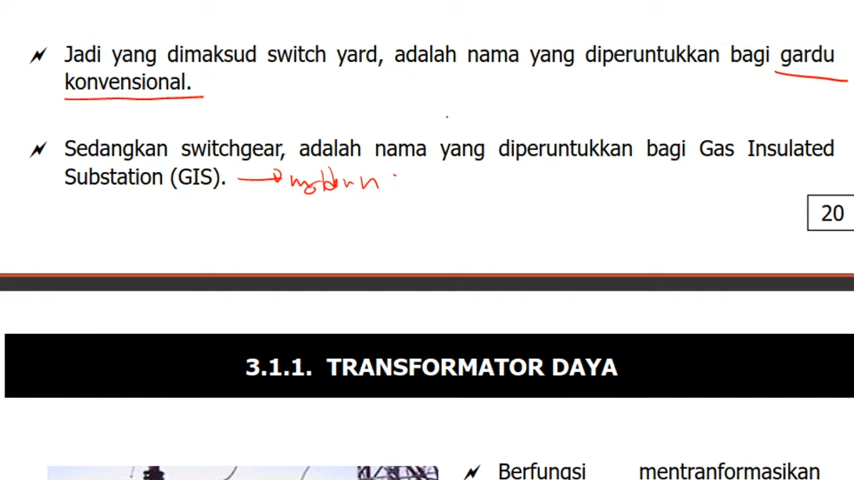 Jadi yang dimaksud switch yard, adalah nama yang diperuntukkan bagi gardu
konvensional.
Sedangkan switchgear, adalah nama yang diperuntukkan bagi Gas Insulated
Substation (GIS). → modern
20
3.1.1. TRANSFORMATOR DAYA
Berfungsi mentranformasikan